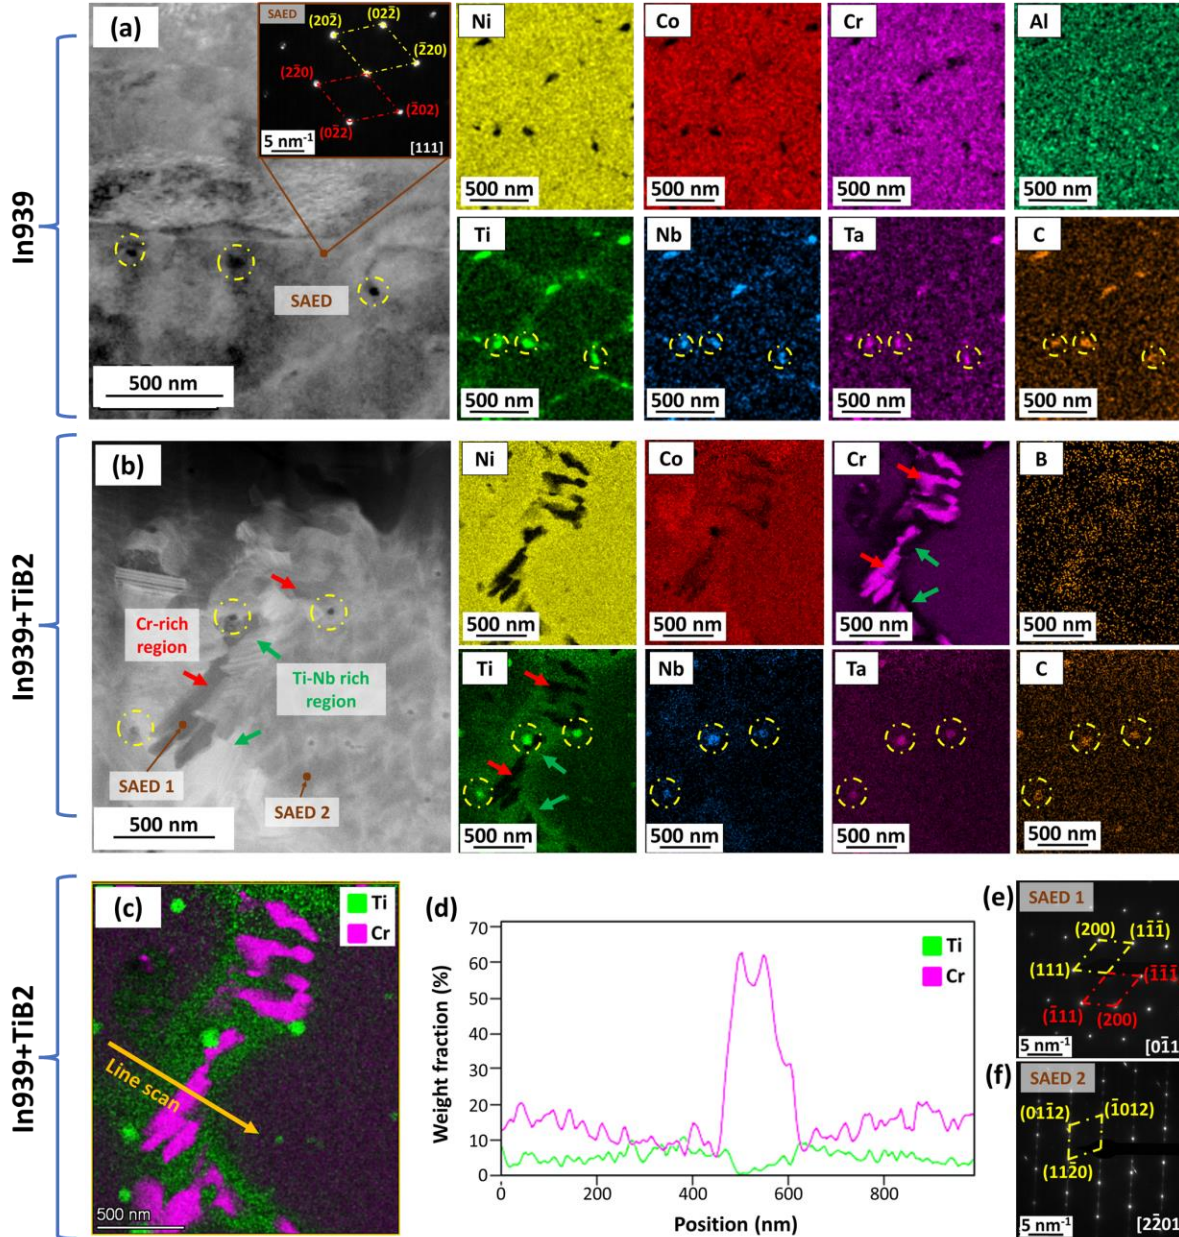 In939
(a)
SAED
(202̄)
(022̄)
(2̄20)
(22̄0)
(2̄02)
(02̄2)
5 nm⁻¹
[111]
SAED
500 nm
Ni
500 nm
Co
500 nm
Cr
500 nm
Al
500 nm
Ti
500 nm
Nb
500 nm
Ta
500 nm
C
500 nm
In939+TiB2
(b)
Cr-rich
region
Ti-Nb rich
region
SAED 1
SAED 2
500 nm
Ni
500 nm
Co
500 nm
Cr
500 nm
B
500 nm
Ti
500 nm
Nb
500 nm
Ta
500 nm
C
500 nm
In939+TiB2
(c)
Ti
Cr
Line scan
500 nm
(d)
Ti
Cr
Weight fraction (%)
70
60
50
40
30
20
10
0
0
200
400
600
800
Position (nm)
(e)
SAED 1
(200)
(11̄1̄)
(111)
(1̄1̄1̄)
(1̄11)
(200)
5 nm⁻¹
[01̄1]
(f)
SAED 2
(011̄2)
(1̄012)
(112̄0)
5 nm⁻¹
[22̄01]